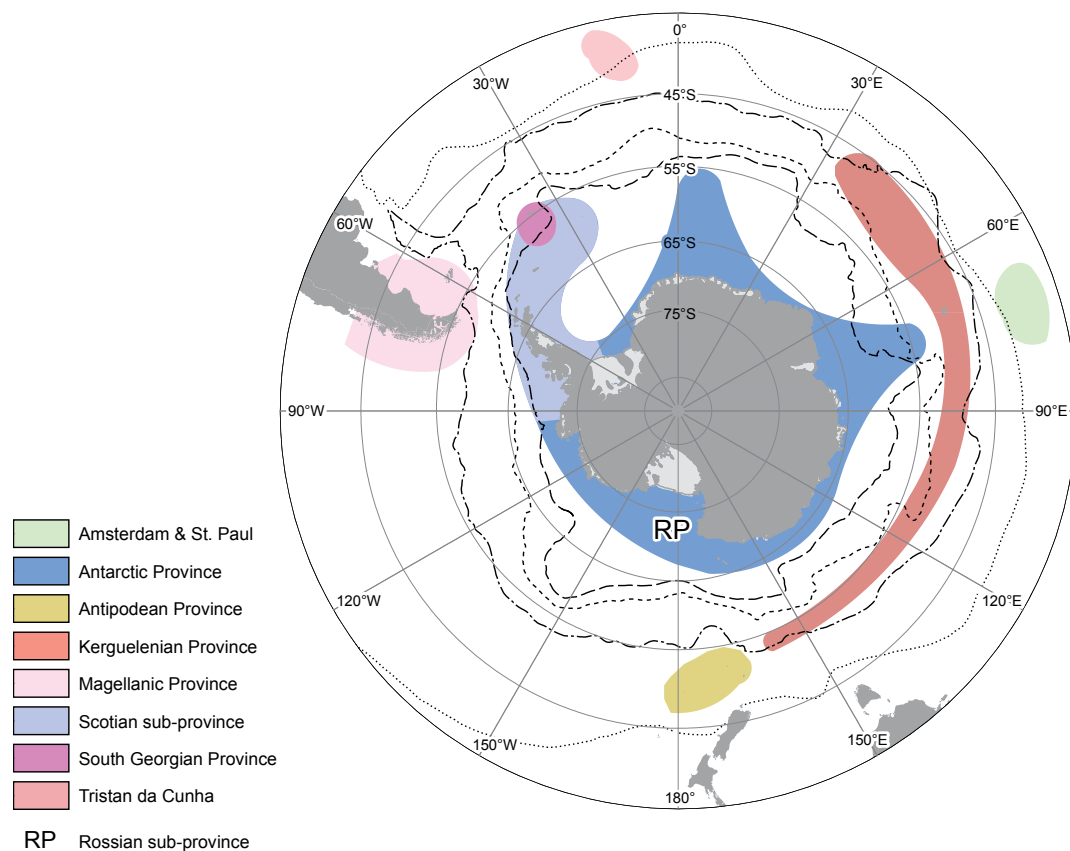 0°
30°W
30°E
45°S
55°S
60°W
60°E
65°S
75°S
90°W
90°E
RP
Amsterdam & St. Paul
Antarctic Province
120°W
120°E
Antipodean Province
Kerguelenian Province
Magellanic Province
Scotian sub-province
150°W
150°E
South Georgian Province
Tristan da Cunha
180°
RP Rossian sub-province